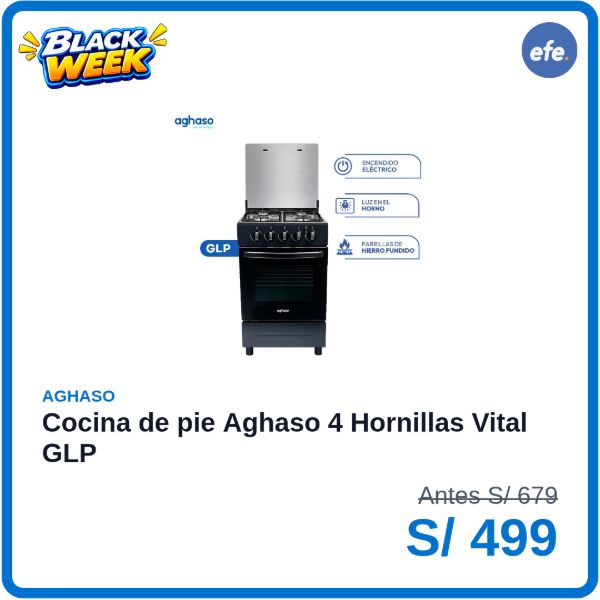 BLACK
WEEK
efe.
aghaso
ENCENDIDO
ELÉCTRICO
LUZ EN EL
HORNO
GLP
PARRILLAS DE
HIERRO FUNDIDO
aghaso
AGHASO
Cocina de pie Aghaso 4 Hornillas Vital
GLP
Antes S/ 679
S/ 499